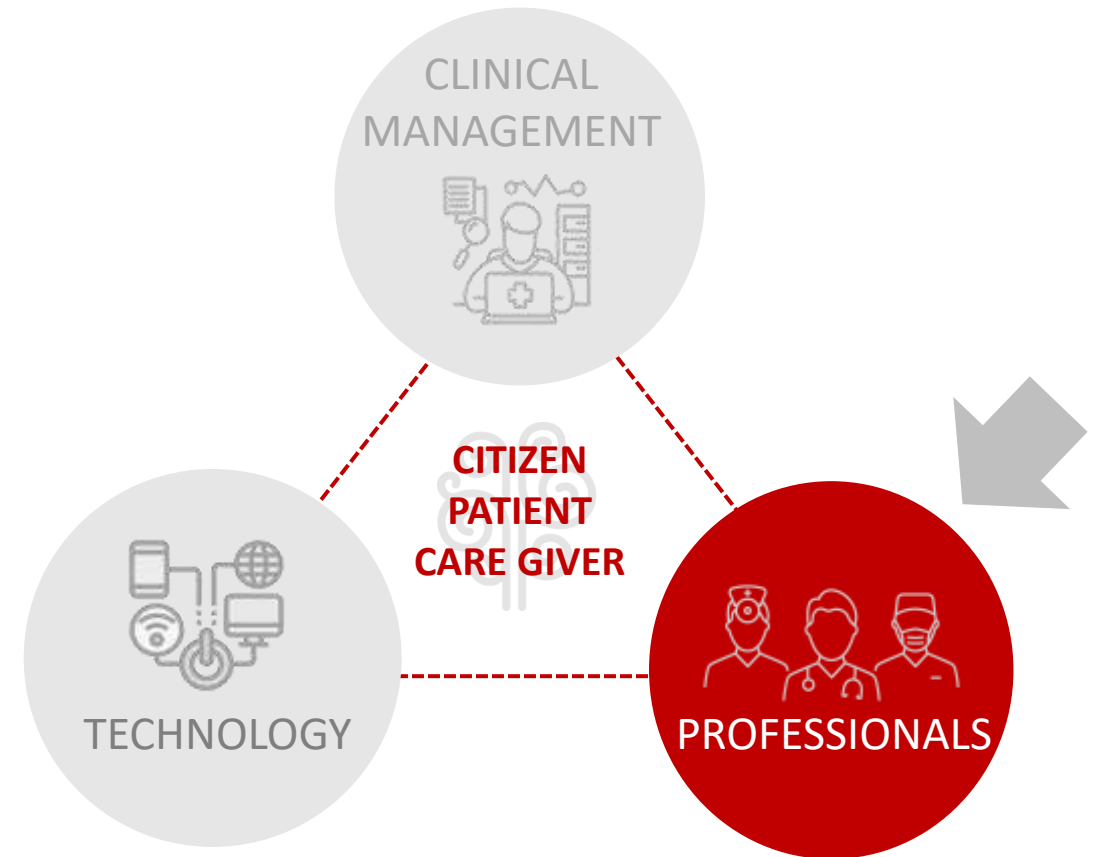 CLINICAL
MANAGEMENT
CITIZEN
PATIENT
CARE GIVER
TECHNOLOGY
PROFESSIONALS